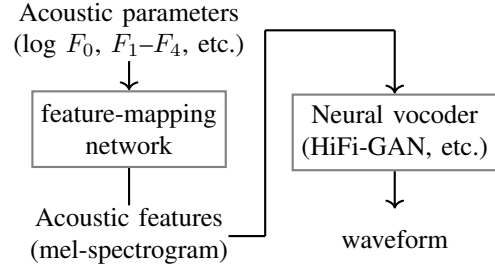 Acoustic parameters
(log F₀, F₁–F₄, etc.)
feature-mapping
network
Acoustic features
(mel-spectrogram)
Neural vocoder
(HiFi-GAN, etc.)
waveform